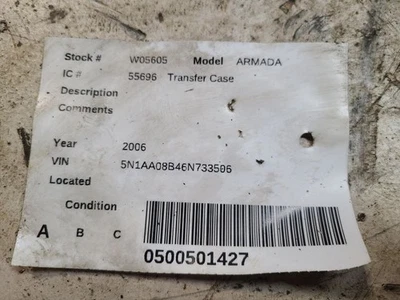 Stock # W05605 Model ARMADA
IC # 55696 Transfer Case
Description
Comments
Year 2006
VIN 5N1AA08B46N733506
Located
Condition
A B C
0500501427